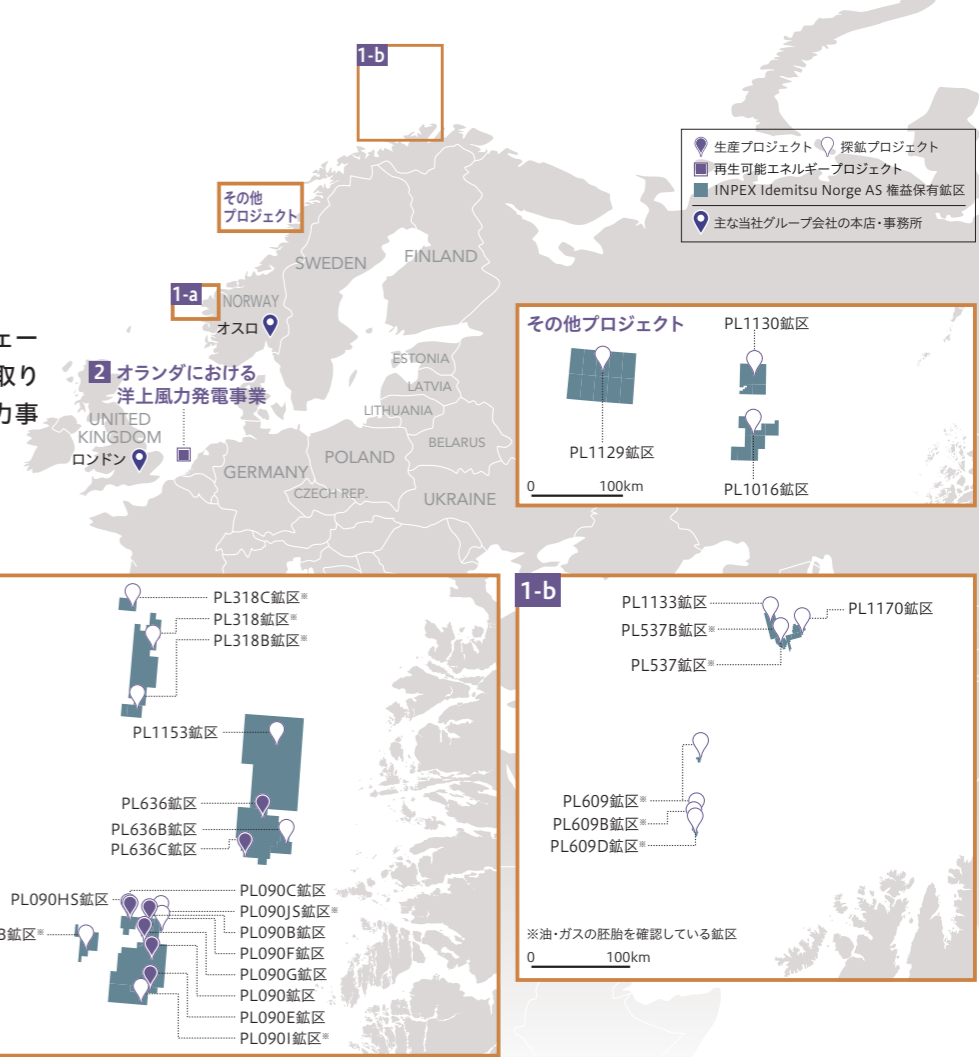 1-b
生産プロジェクト 探鉱プロジェクト
再生可能エネルギープロジェクト
INPEX Idemitsu Norge AS 権益保有鉱区
主な当社グループ会社の本店・事務所
その他
プロジェクト
SWEDEN
FINLAND
1-a
NORWAY
オスロ
ェー
取り
力事
2 オランダにおける
洋上風力発電事業
ESTONIA
LATVIA
LITHUANIA
UNITED
KINGDOM
ロンドン
BELARUS
GERMANY
POLAND
CZECH REP.
UKRAINE
その他プロジェクト
PL1130鉱区
PL1129鉱区
PL1016鉱区
0 100km
PL318C鉱区※
PL318鉱区※
PL318B鉱区※
PL1153鉱区
PL636鉱区
PL636B鉱区
PL636C鉱区
PL090HS鉱区
B鉱区※
PL090C鉱区
PL090JS鉱区※
PL090B鉱区
PL090F鉱区
PL090G鉱区
PL090鉱区
PL090E鉱区
PL090I鉱区※
1-b
PL1133鉱区
PL537B鉱区※
PL1170鉱区
PL537鉱区※
PL609鉱区※
PL609B鉱区※
PL609D鉱区※
※油・ガスの胚胎を確認している鉱区
0 100km